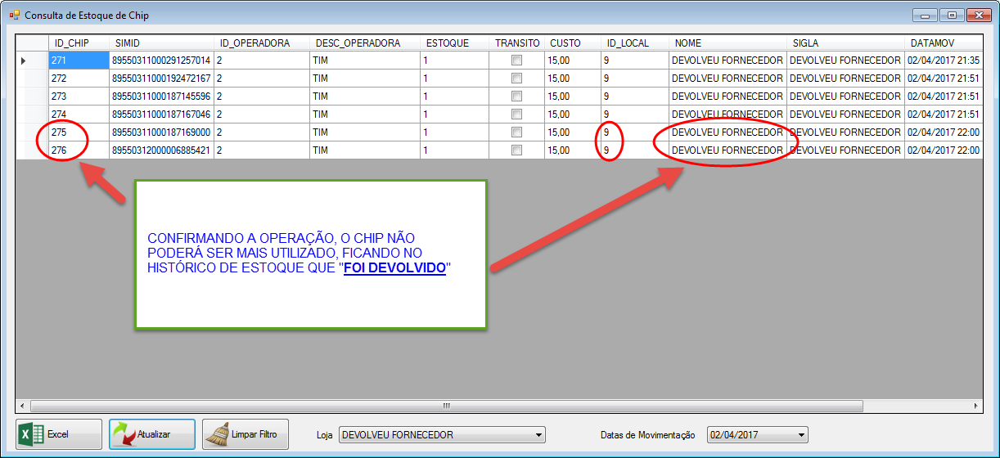 Consulta de Estoque de Chip
ID_CHIP SIMID ID_OPERADORA DESC_OPERADORA ESTOQUE TRANSITO CUSTO ID_LOCAL NOME SIGLA DATAMOV
271 89550311000291257014 2 TIM 1 15,00 9 DEVOLVEU FORNECEDOR DEVOLVEU FORNECEDOR 02/04/2017 21:35
272 89550311000192472167 2 TIM 1 15,00 9 DEVOLVEU FORNECEDOR DEVOLVEU FORNECEDOR 02/04/2017 21:51
273 89550311000187145596 2 TIM 1 15,00 9 DEVOLVEU FORNECEDOR DEVOLVEU FORNECEDOR 02/04/2017 21:51
274 89550311000187167046 2 TIM 1 15,00 9 DEVOLVEU FORNECEDOR DEVOLVEU FORNECEDOR 02/04/2017 21:51
275 89550311000187169000 2 TIM 1 15,00 9 DEVOLVEU FORNECEDOR DEVOLVEU FORNECEDOR 02/04/2017 22:00
276 89550312000006885421 2 TIM 1 15,00 9 DEVOLVEU FORNECEDOR DEVOLVEU FORNECEDOR 02/04/2017 22:00
CONFIRMANDO A OPERAÇÃO, O CHIP NÃO
PODERÁ SER MAIS UTILIZADO, FICANDO NO
HISTÓRICO DE ESTOQUE QUE "FOI DEVOLVIDO"
Excel Atualizar Limpar Filtro Loja DEVOLVEU FORNECEDOR Datas de Movimentação 02/04/2017